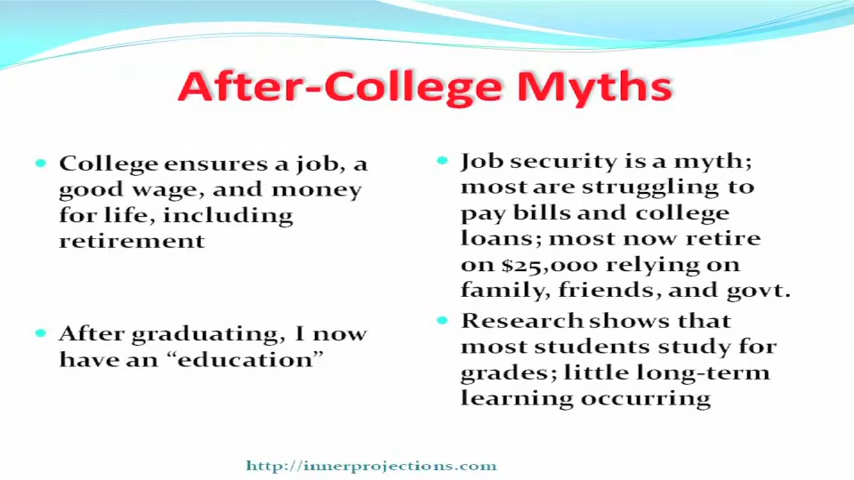 After-College Myths
• College ensures a job, a
good wage, and money
for life, including
retirement
• After graduating, I now
have an “education”
• Job security is a myth;
most are struggling to
pay bills and college
loans; most now retire
on $25,000 relying on
family, friends, and govt.
• Research shows that
most students study for
grades; little long-term
learning occurring
http://innerprojections.com